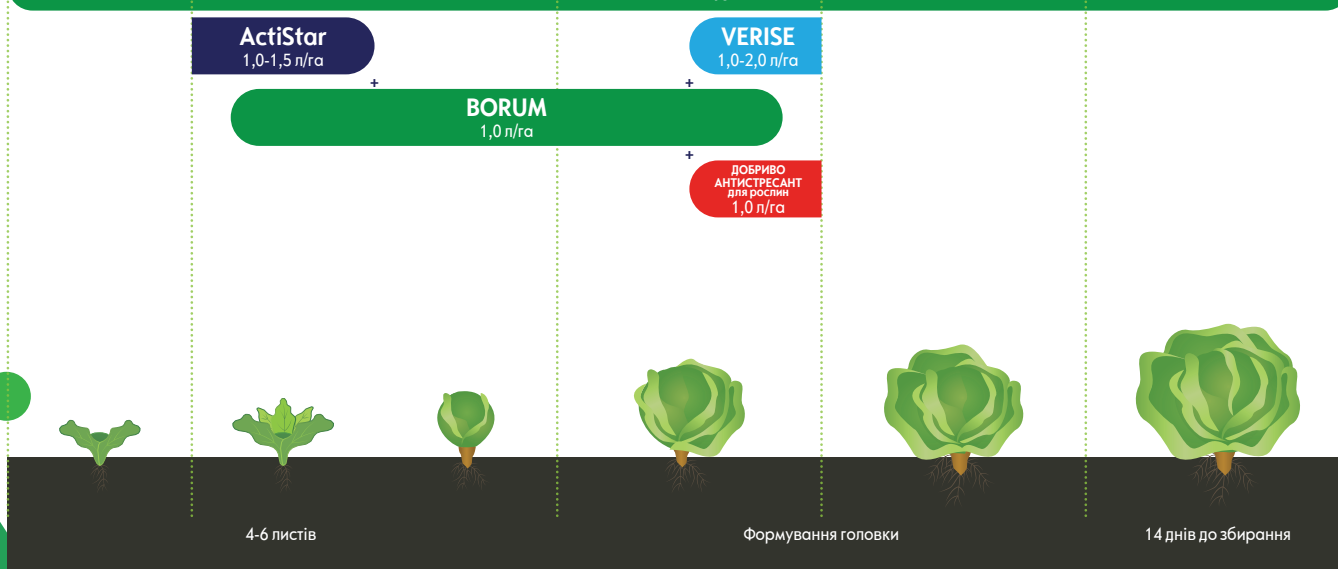 ActiStar
1,0-1,5 л/га
VERISE
1,0-2,0 л/га
+
+
BORUM
1,0 л/га
+
ДОБРИВО
АНТИСТРЕСАНТ
для рослин
1,0 л/га
4-6 листів
Формування головки
14 днів до збирання